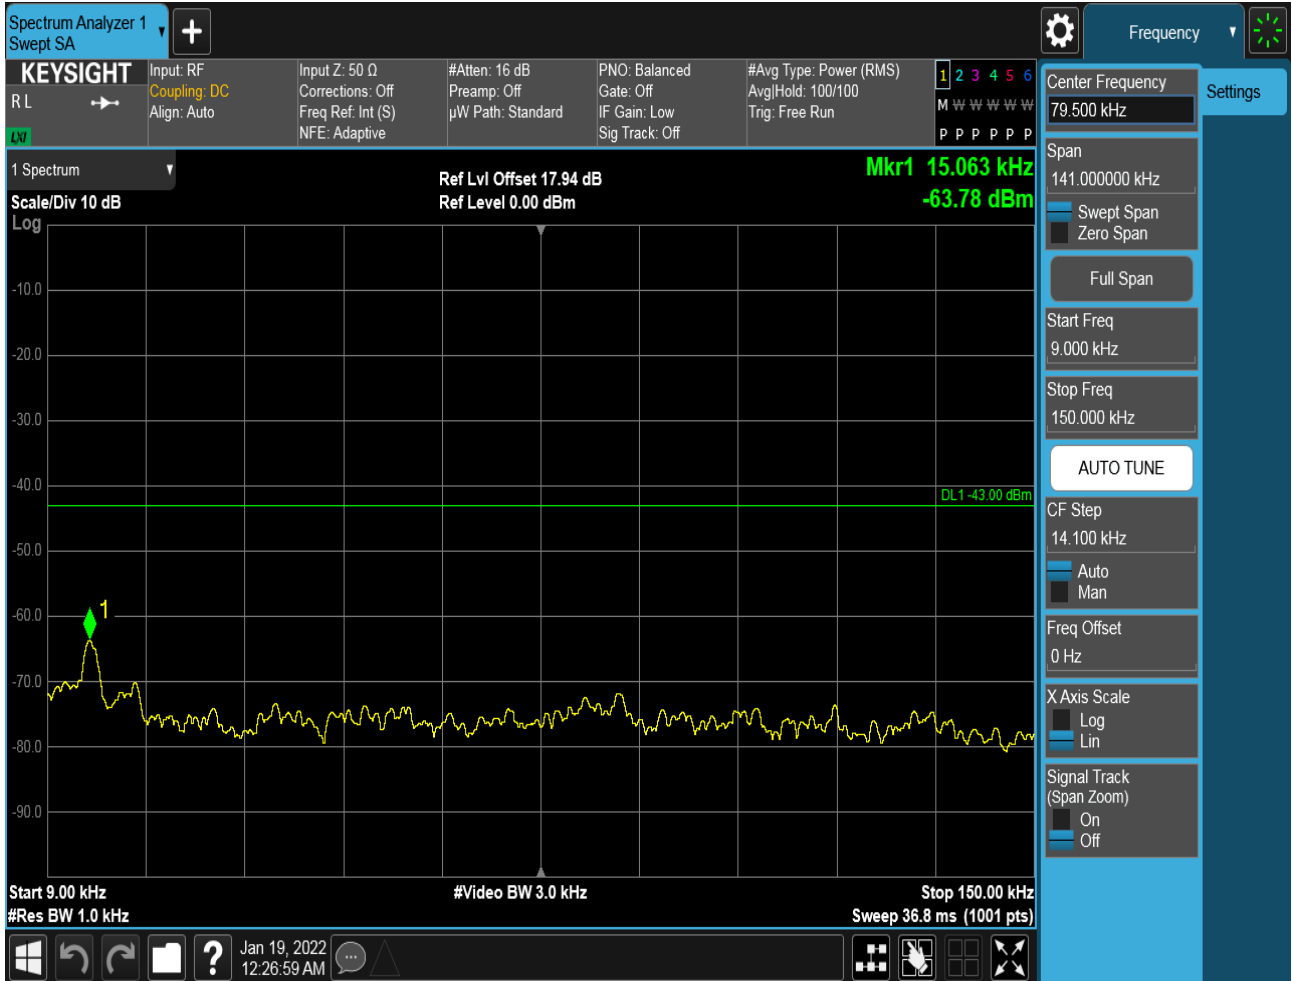 Spectrum Analyzer 1
Swept SA
Frequency
KEYSIGHT
R L
LXI
Input: RF
Coupling: DC
Align: Auto
Input Z: 50 Ω
Corrections: Off
Freq Ref: Int (S)
NFE: Adaptive
#Atten: 16 dB
Preamp: Off
µW Path: Standard
PNO: Balanced
Gate: Off
IF Gain: Low
Sig Track: Off
#Avg Type: Power (RMS)
Avg|Hold: 100/100
Trig: Free Run
1 2 3 4 5 6
M W W W W W
P P P P P P
1 Spectrum
Scale/Div 10 dB
Log
Ref Lvl Offset 17.94 dB
Ref Level 0.00 dBm
Mkr1 15.063 kHz
-63.78 dBm
-10.0
-20.0
-30.0
-40.0
DL1 -43.00 dBm
-50.0
-60.0
1
-70.0
-80.0
-90.0
Start 9.00 kHz
#Video BW 3.0 kHz
Stop 150.00 kHz
#Res BW 1.0 kHz
Sweep 36.8 ms (1001 pts)
?
Jan 19, 2022
12:26:59 AM
Center Frequency
79.500 kHz
Settings
Span
141.000000 kHz
Swept Span
Zero Span
Full Span
Start Freq
9.000 kHz
Stop Freq
150.000 kHz
AUTO TUNE
CF Step
14.100 kHz
Auto
Man
Freq Offset
0 Hz
X Axis Scale
Log
Lin
Signal Track
(Span Zoom)
On
Off